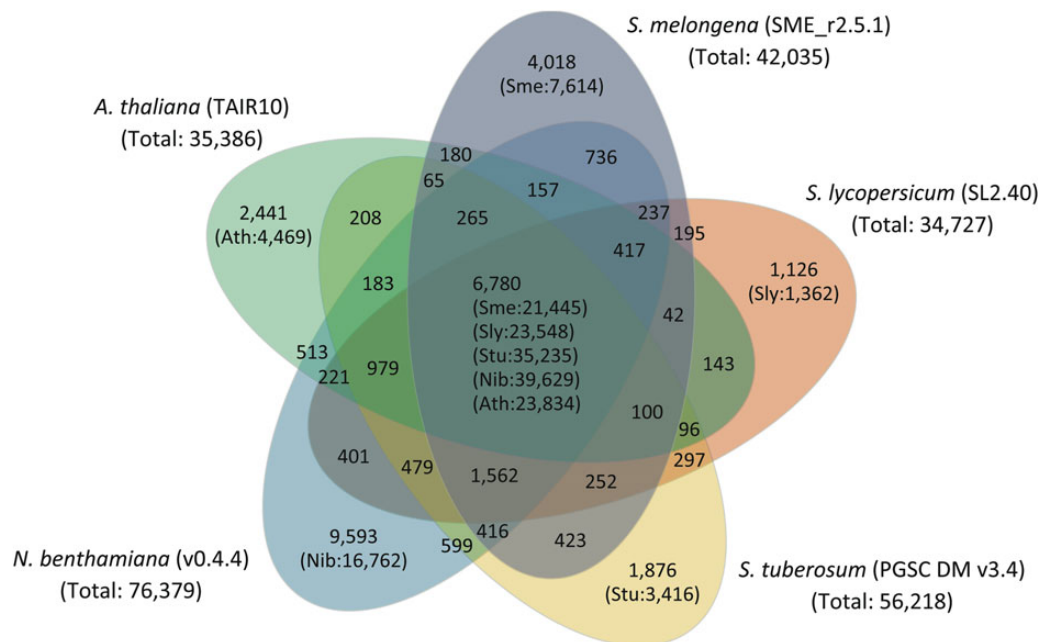 S. melongena (SME_r2.5.1)
(Total: 42,035)
4,018
(Sme:7,614)
A. thaliana (TAIR10)
(Total: 35,386)
180
736
65
157
S. lycopersicum (SL2.40)
(Total: 34,727)
2,441
(Ath:4,469)
208
265
237
195
417
1,126
(Sly:1,362)
183
6,780
(Sme:21,445)
(Sly:23,548)
(Stu:35,235)
(Nib:39,629)
(Ath:23,834)
42
513
221
979
143
100
96
401
479
1,562
252
297
9,593
(Nib:16,762)
599
416
423
N. benthamiana (v0.4.4)
(Total: 76,379)
1,876
(Stu:3,416)
S. tuberosum (PGSC DM v3.4)
(Total: 56,218)